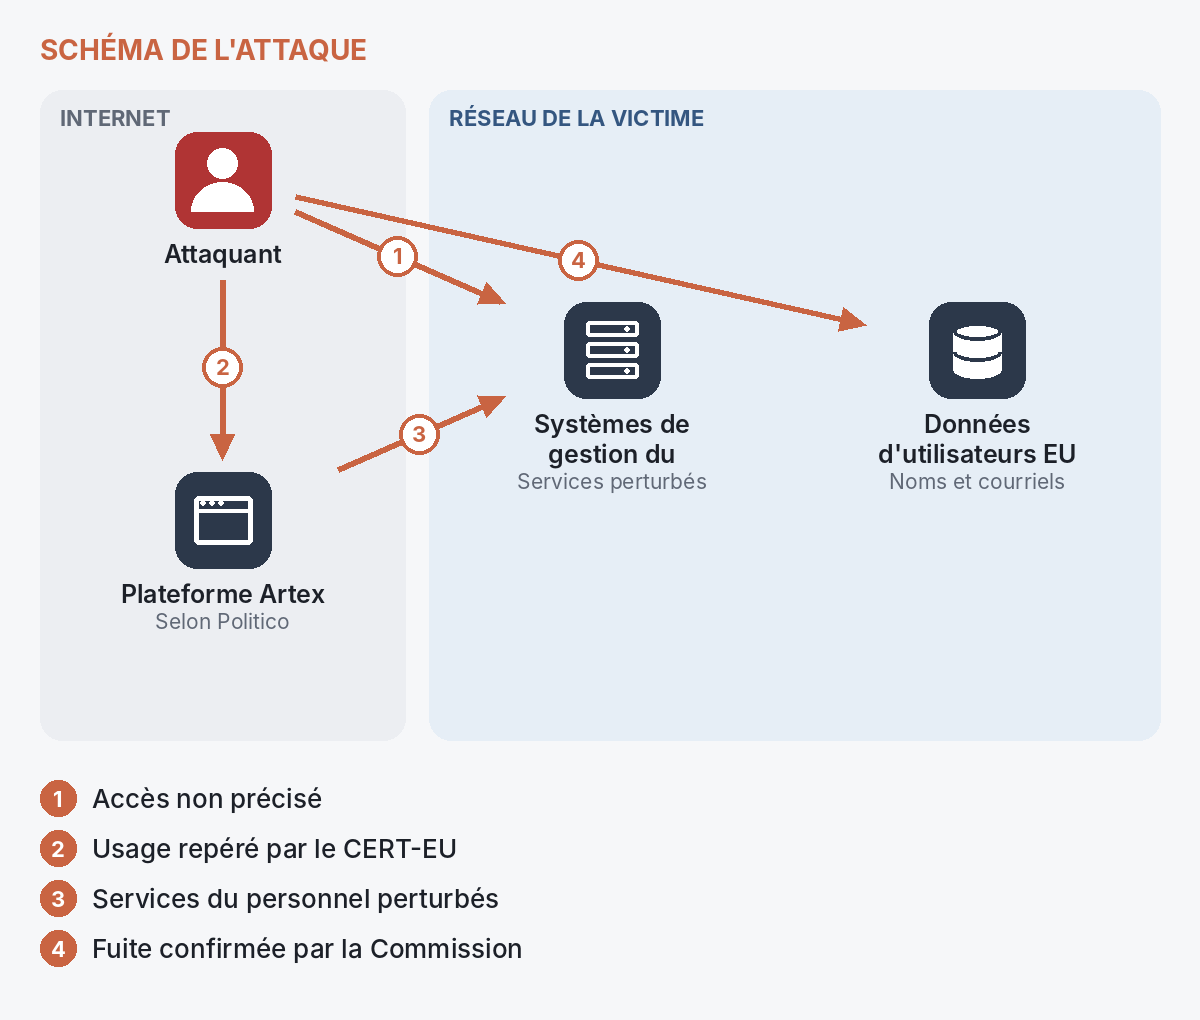 SCHÉMA DE L'ATTAQUE
INTERNET
RÉSEAU DE LA VICTIME
Attaquant
1
4
2
3
Systèmes de
gestion du
Services perturbés
Données
d'utilisateurs EU
Noms et courriels
Plateforme Artex
Selon Politico
1 Accès non précisé
2 Usage repéré par le CERT-EU
3 Services du personnel perturbés
4 Fuite confirmée par la Commission